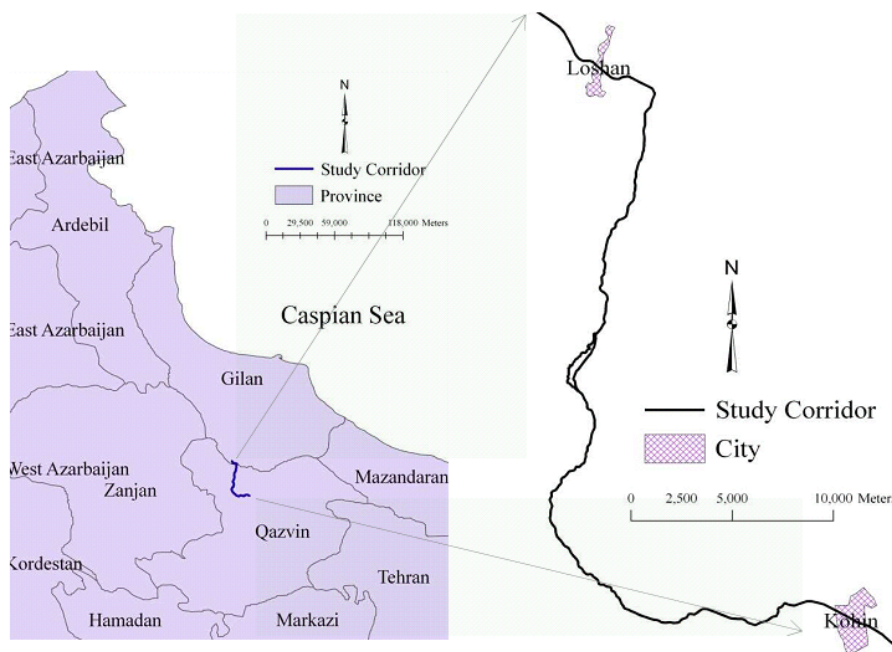 East Azarbaijan
Ardebil
East Azarbaijan
Gilan
West Azarbaijan
Zanjan
Mazandaran
Qazvin
Kordestan
Tehran
Hamadan
Markazi
Caspian Sea
N
Study Corridor
Province
0 29,500 59,000 118,000 Meters
Loshan
N
Study Corridor
City
0 2,500 5,000 10,000 Meters
Kohin